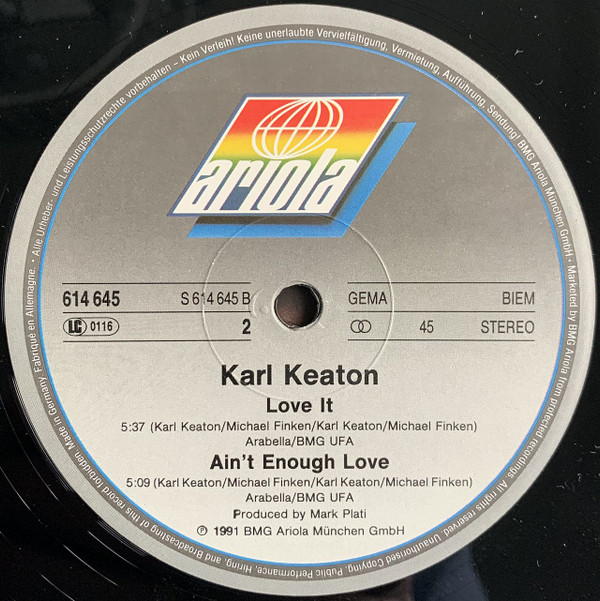 Alle Urheber- und Leistungsschutzrechte vorbehalten – Kein Verleih! Keine unerlaubte Vervielfältigung, Vermietung, Aufführung, Sendung! BMG Ariola München GmbH • Marketed by BMG Ariola from protected recordings. All rights reserved. Unauthorised Copying, Public Performance, Hiring, and Broadcasting of this record forbidden. Made in Germany. Fabriqué en Allemagne. •
ariola
614 645 S 614 645 B GEMA BIEM
LC 0116 2 45 STEREO
Karl Keaton
Love It
5:37 (Karl Keaton/Michael Finken/Karl Keaton/Michael Finken)
Arabella/BMG UFA
Ain't Enough Love
5:09 (Karl Keaton/Michael Finken/Karl Keaton/Michael Finken)
Arabella/BMG UFA
Produced by Mark Plati
℗ 1991 BMG Ariola München GmbH